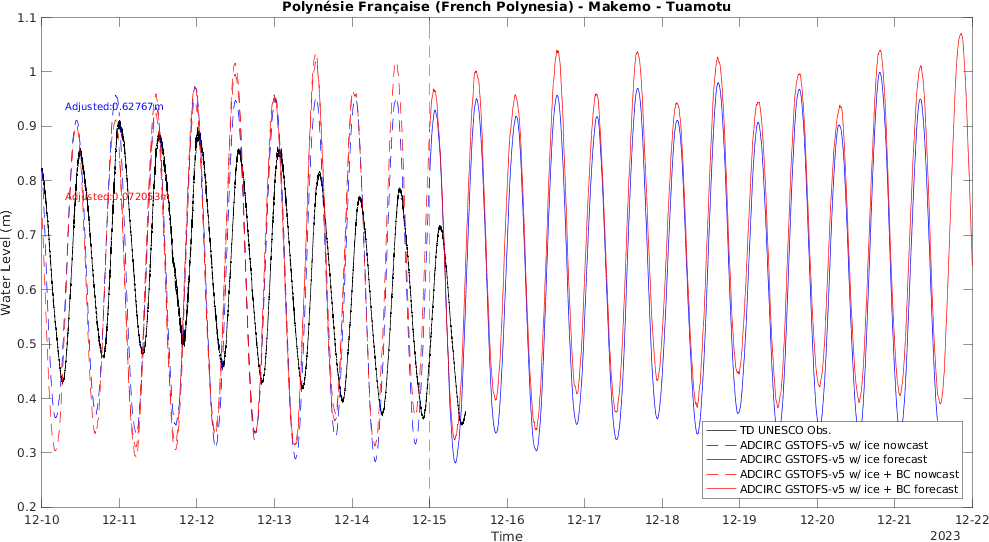 Polynésie Française (French Polynesia) - Makemo - Tuamotu
1.1
1
0.9
0.8
0.7
0.6
0.5
0.4
0.3
0.2
Water Level (m)
Adjusted:0.62767m
Adjusted:0.072053m
TD UNESCO Obs.
ADCIRC GSTOFS-v5 w/ ice nowcast
ADCIRC GSTOFS-v5 w/ ice forecast
ADCIRC GSTOFS-v5 w/ ice + BC nowcast
ADCIRC GSTOFS-v5 w/ ice + BC forecast
12-10 12-11 12-12 12-13 12-14 12-15 12-16 12-17 12-18 12-19 12-20 12-21 12-22
Time
2023